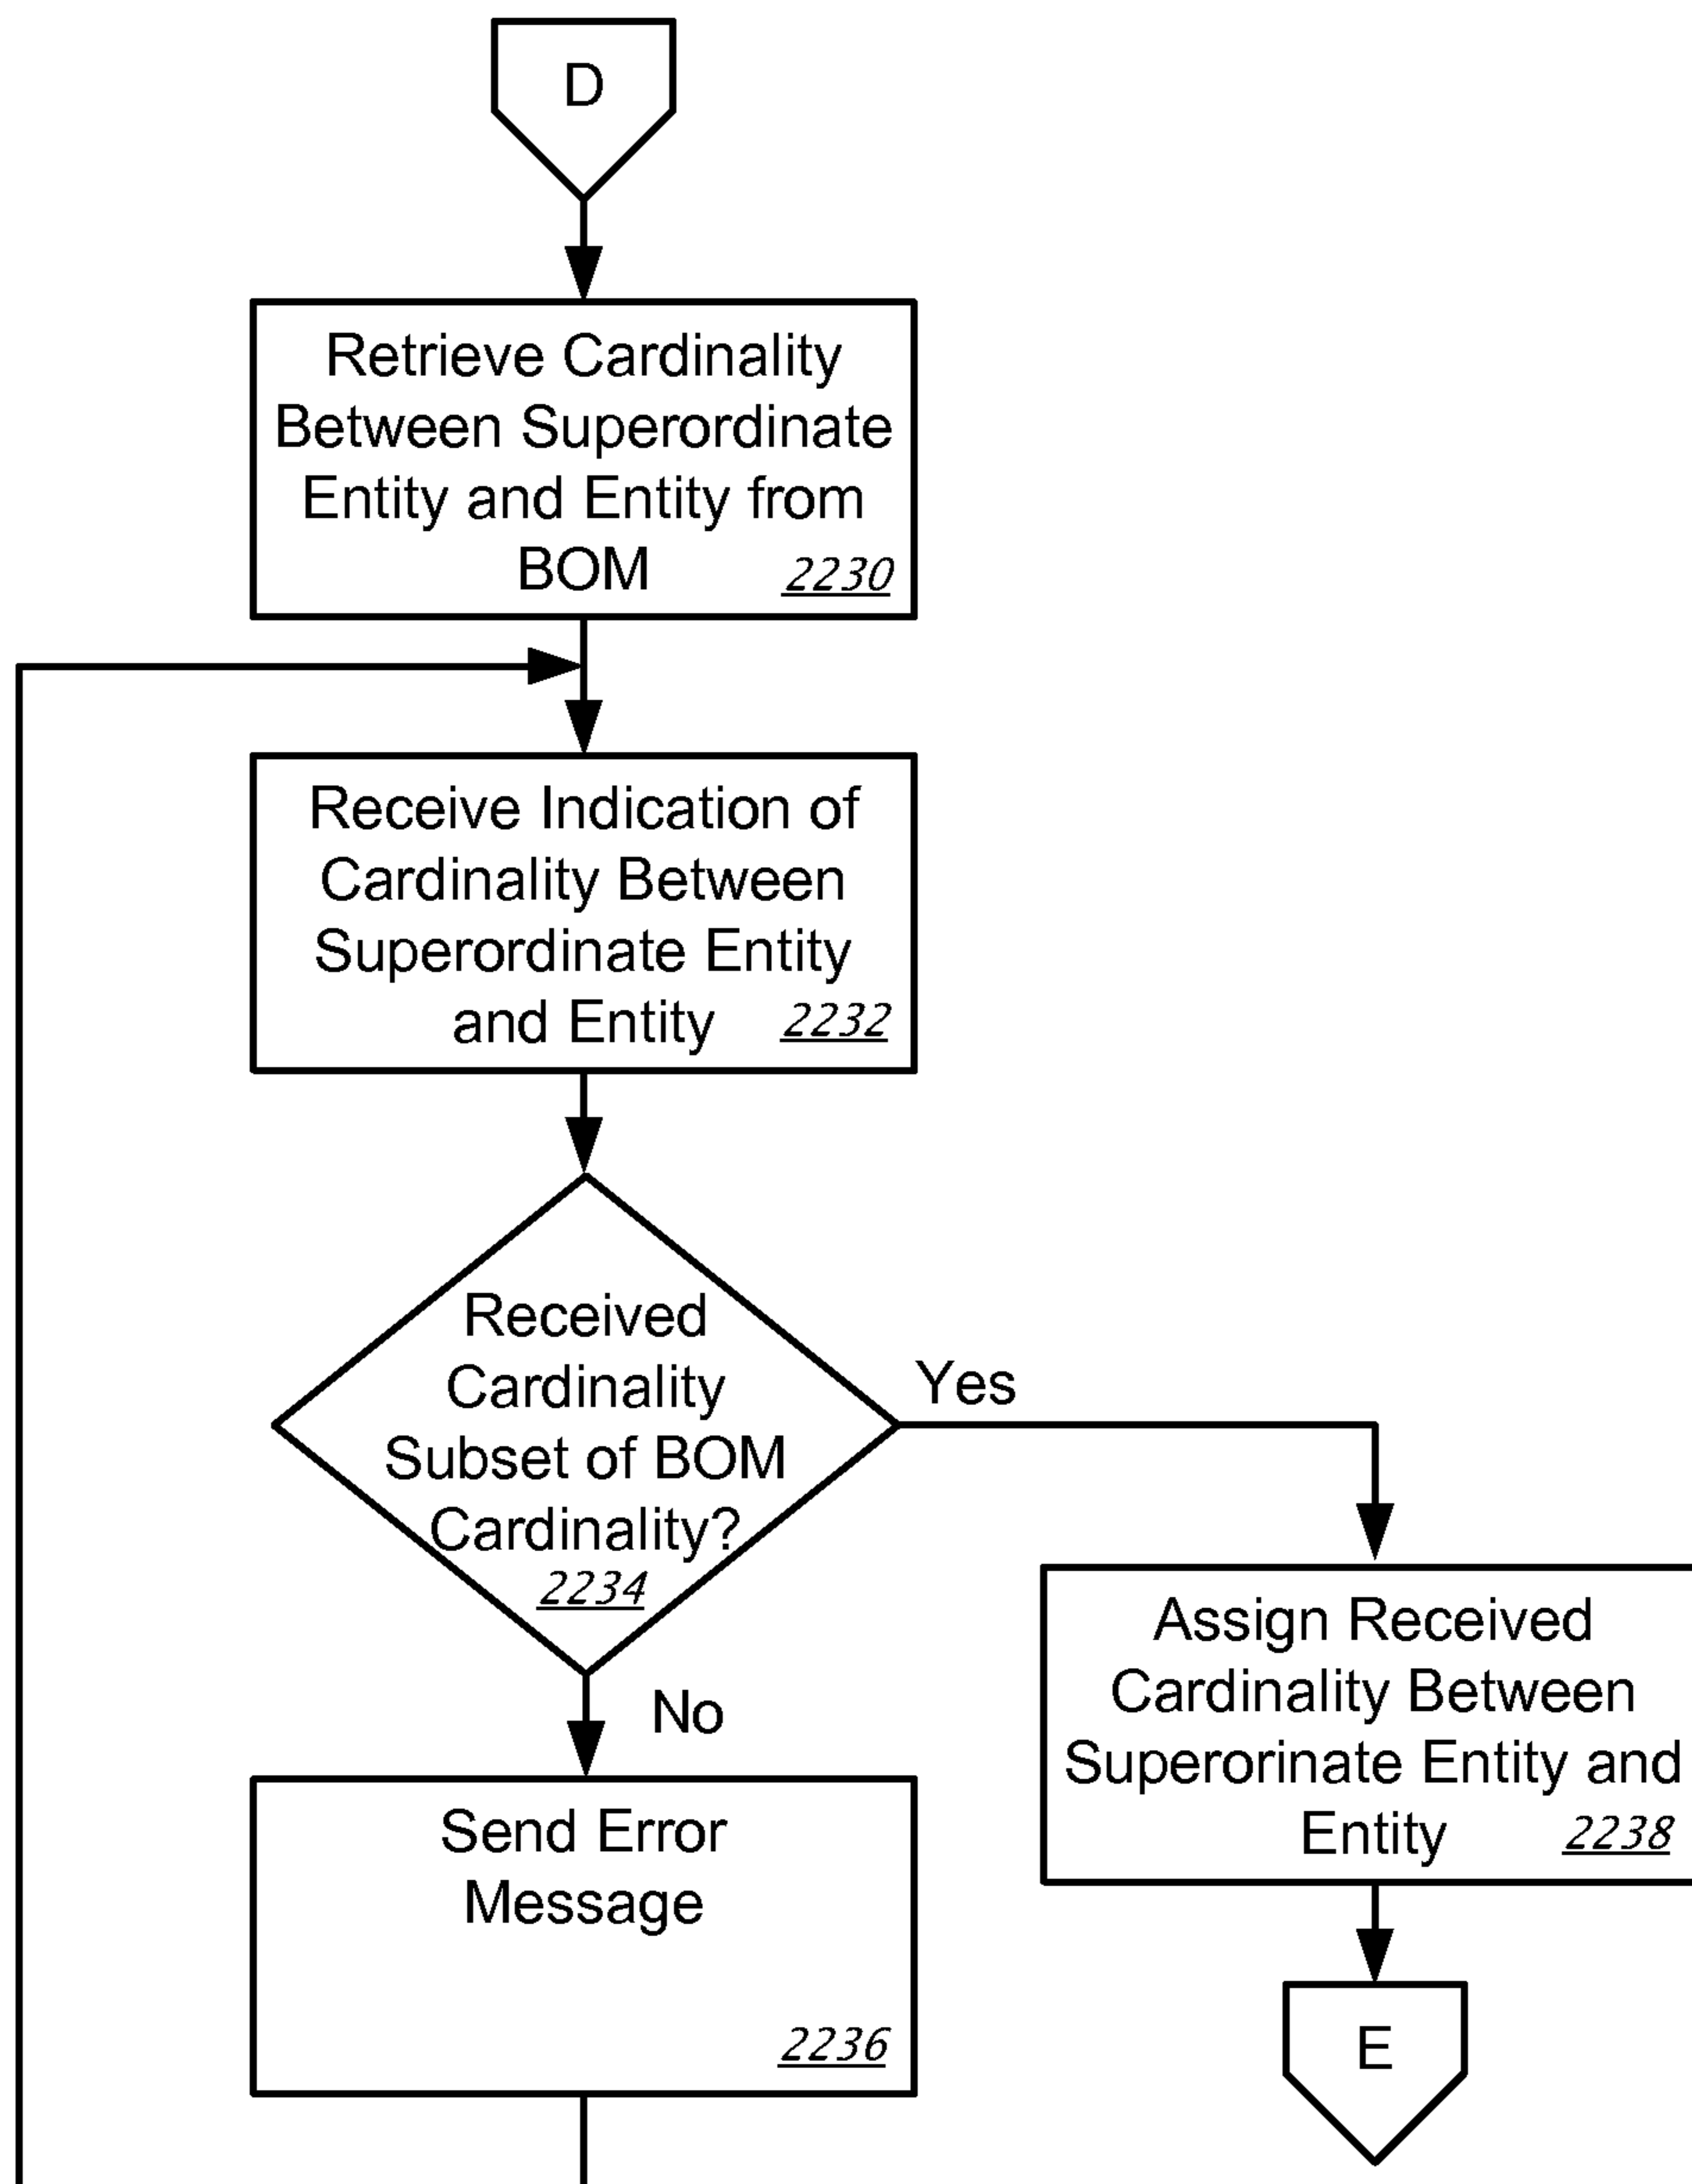 D
Retrieve Cardinality
Between Superordinate
Entity and Entity from
BOM 2230
Receive Indication of
Cardinality Between
Superordinate Entity
and Entity 2232
Received
Cardinality
Subset of BOM
Cardinality?
2234
Yes
No
Send Error
Message
2236
Assign Received
Cardinality Between
Superorinate Entity and
Entity 2238
E